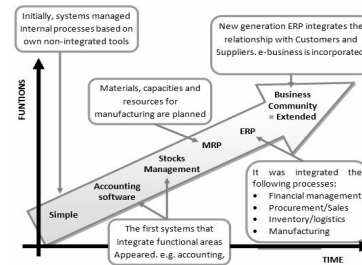 Initially, systems managed
internal processes based on
own non-integrated tools
New generation ERP integrates the
relationship with Customers and
Suppliers. e-business is incorporated
FUNTIONS
Materials, capacities and
resources for
manufacturing are planned
Business
Community
= Extended
ERP
MRP
Stocks
Management
Accounting
software
Simple
It was integrated the
following processes:
• Financial management
• Procurement/Sales
• Inventory/logistics
• Manufacturing
The first systems that
integrate functional areas
Appeared. e.g. accounting,
TIME